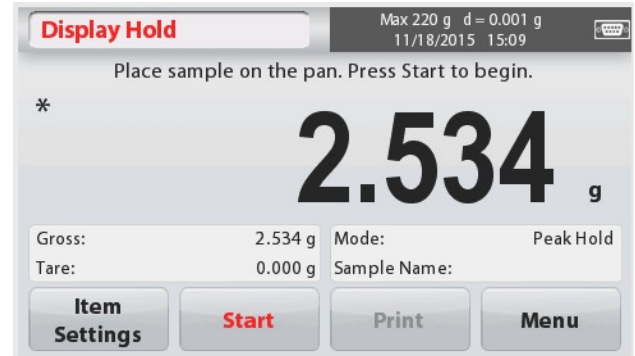 Display Hold
Max 220 g d = 0.001 g
11/18/2015 15:09
Place sample on the pan. Press Start to begin.
*
2.534 g
Gross: 2.534 g Mode: Peak Hold
Tare: 0.000 g Sample Name:
Item Settings
Start
Print
Menu